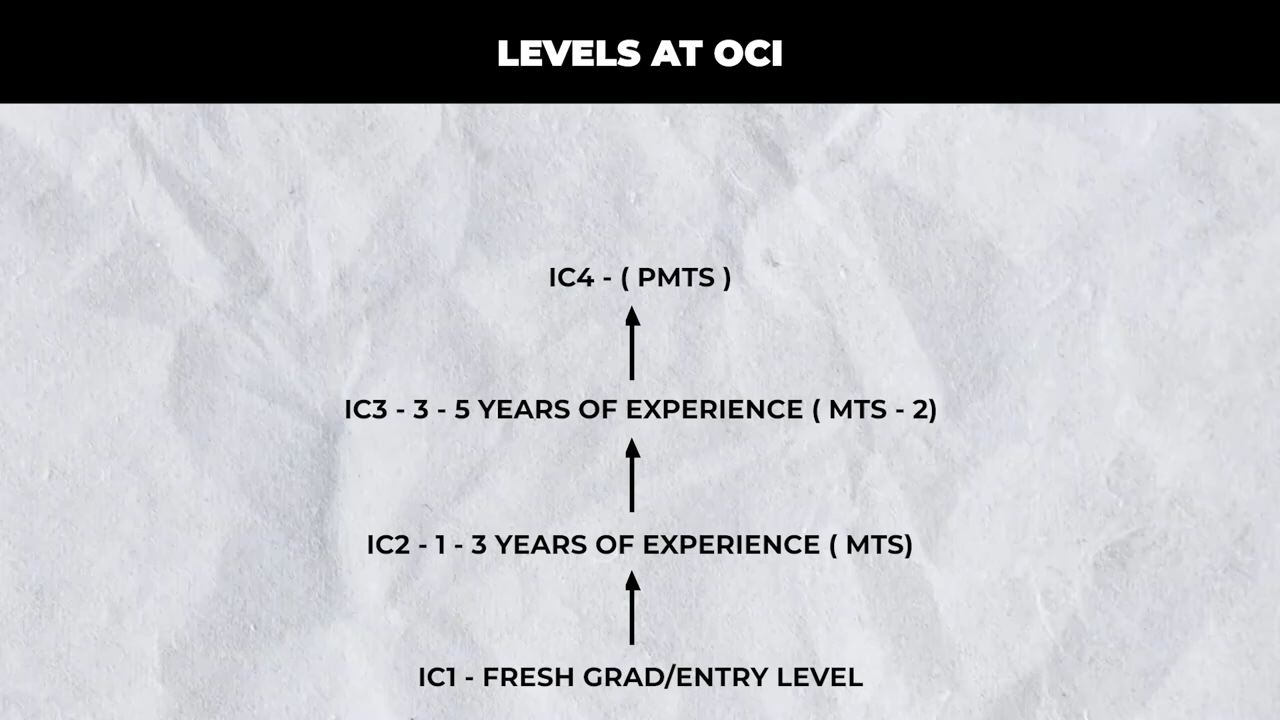 LEVELS AT OCI
IC4 - ( PMTS )
IC3 - 3 - 5 YEARS OF EXPERIENCE ( MTS - 2)
IC2 - 1 - 3 YEARS OF EXPERIENCE ( MTS)
IC1 - FRESH GRAD/ENTRY LEVEL